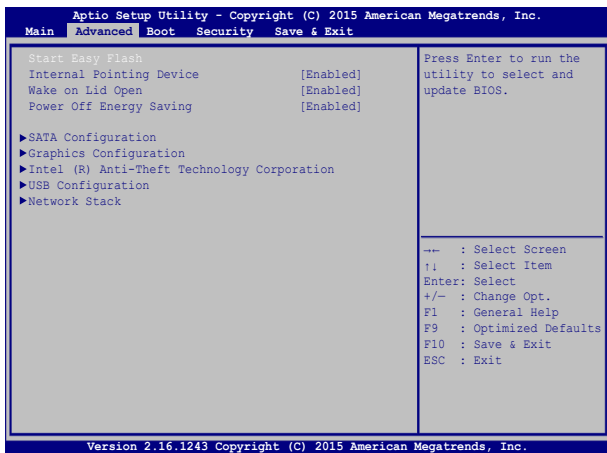 Aptio Setup Utility - Copyright (C) 2015 American Megatrends, Inc.
Main Advanced Boot Security Save & Exit
Start Easy Flash
Internal Pointing Device [Enabled]
Wake on Lid Open [Enabled]
Power Off Energy Saving [Enabled]
▶SATA Configuration
▶Graphics Configuration
▶Intel (R) Anti-Theft Technology Corporation
▶USB Configuration
▶Network Stack
Press Enter to run the
utility to select and
update BIOS.
→← : Select Screen
↑↓ : Select Item
Enter: Select
+/— : Change Opt.
F1 : General Help
F9 : Optimized Defaults
F10 : Save & Exit
ESC : Exit
Version 2.16.1243 Copyright (C) 2015 American Megatrends, Inc.